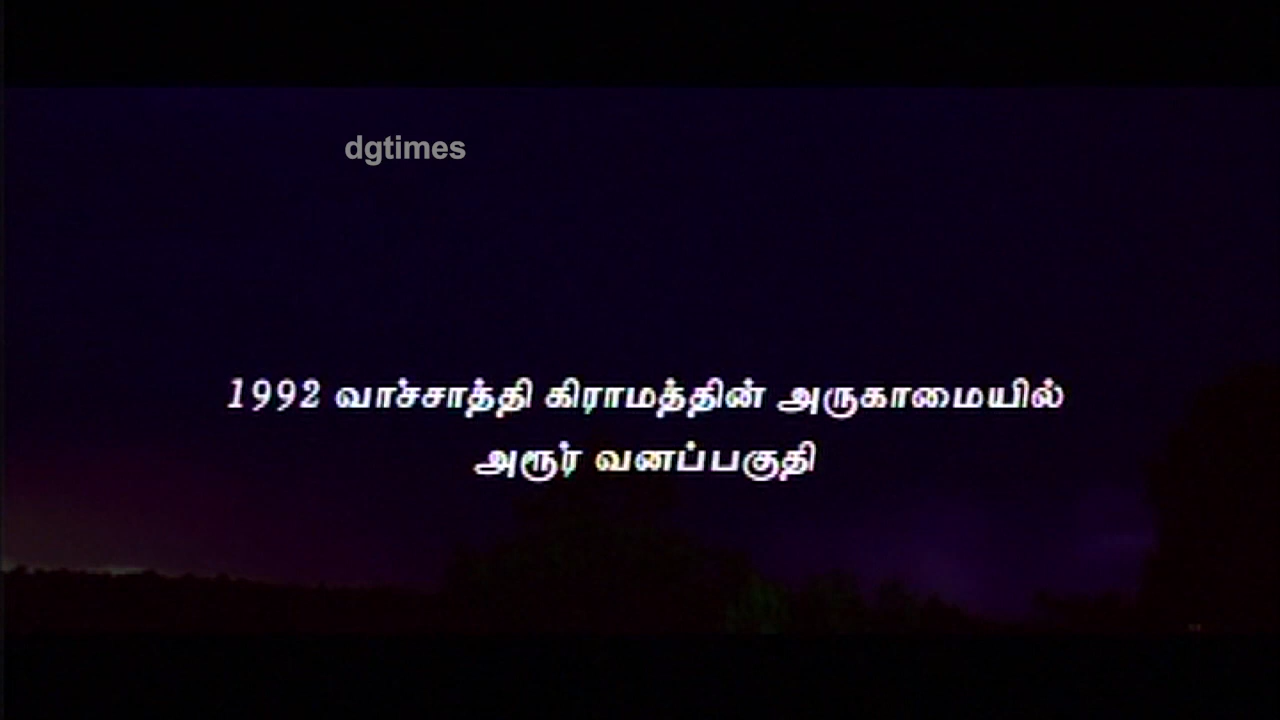 dgtimes
1992 வாச்சாத்தி கிராமத்தின் அருகாமையில்
அரூர் வனப்பகுதி